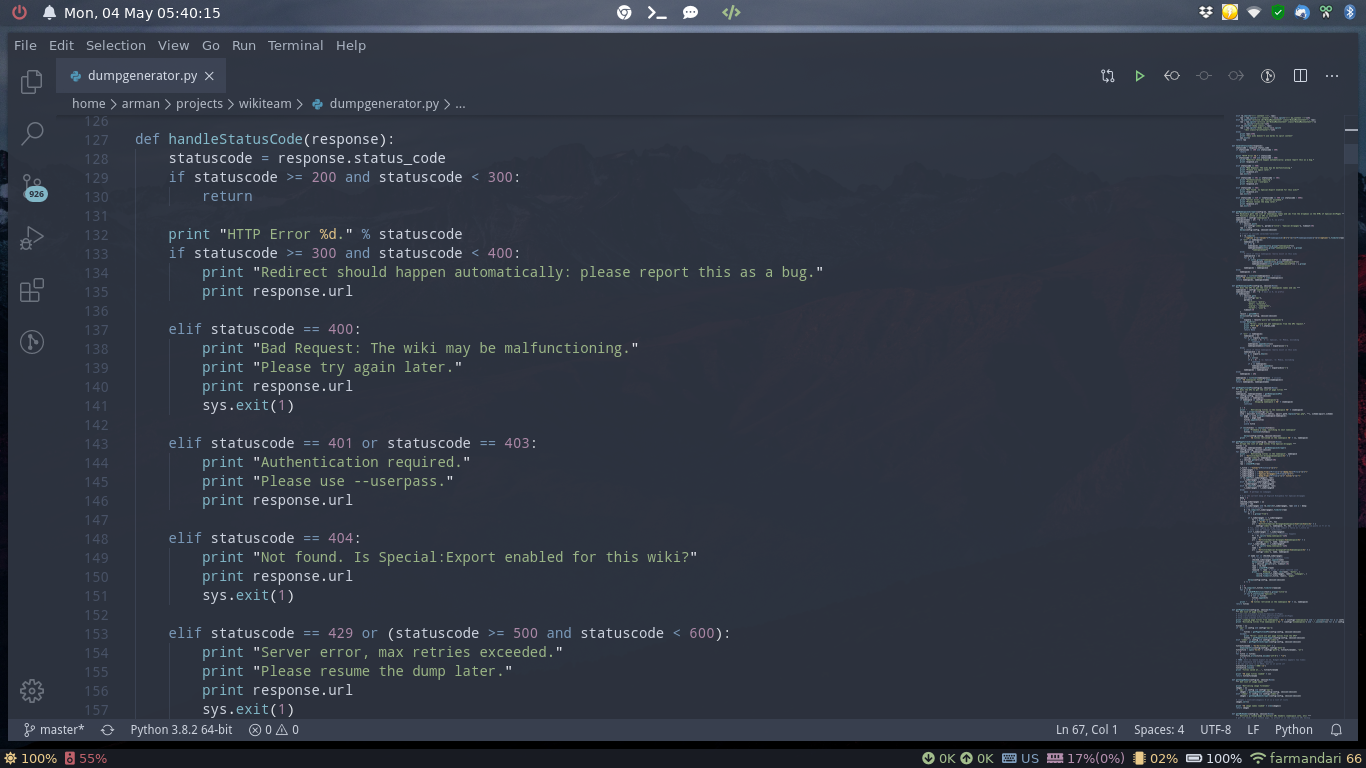 Mon, 04 May 05:40:15
File Edit Selection View Go Run Terminal Help
dumpgenerator.py
home > arman > projects > wikiteam > dumpgenerator.py > ...
126
127 def handleStatusCode(response):
128     statuscode = response.status_code
129     if statuscode >= 200 and statuscode < 300:
130         return
131
132     print "HTTP Error %d." % statuscode
133     if statuscode >= 300 and statuscode < 400:
134         print "Redirect should happen automatically: please report this as a bug."
135         print response.url
136
137     elif statuscode == 400:
138         print "Bad Request: The wiki may be malfunctioning."
139         print "Please try again later."
140         print response.url
141         sys.exit(1)
142
143     elif statuscode == 401 or statuscode == 403:
144         print "Authentication required."
145         print "Please use --userpass."
146         print response.url
147
148     elif statuscode == 404:
149         print "Not found. Is Special:Export enabled for this wiki?"
150         print response.url
151         sys.exit(1)
152
153     elif statuscode == 429 or (statuscode >= 500 and statuscode < 600):
154         print "Server error, max retries exceeded."
155         print "Please resume the dump later."
156         print response.url
157         sys.exit(1)
926
master* Python 3.8.2 64-bit 0 0 Ln 67, Col 1 Spaces: 4 UTF-8 LF Python
100% 55% 0K 0K US 17%(0%) 02% 100% farmandari 66